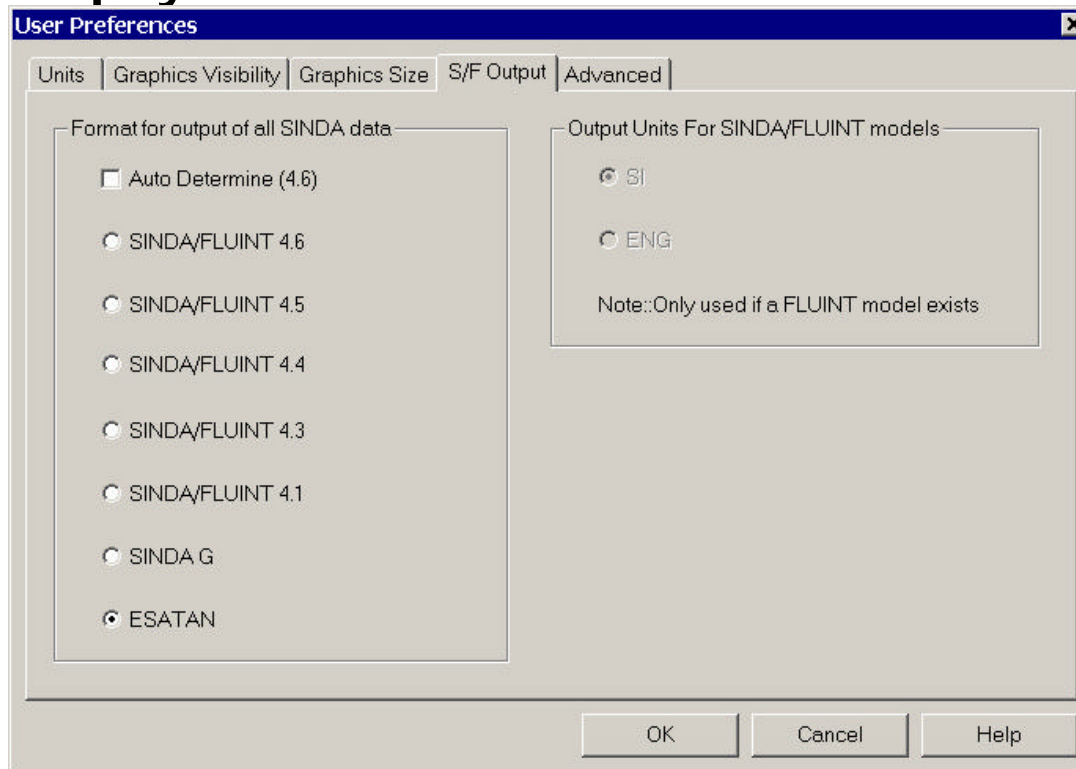 User Preferences
Units Graphics Visibility Graphics Size S/F Output Advanced
Format for output of all SINDA data
Auto Determine (4.6)
SINDA/FLUINT 4.6
SINDA/FLUINT 4.5
SINDA/FLUINT 4.4
SINDA/FLUINT 4.3
SINDA/FLUINT 4.1
SINDA G
ESATAN
Output Units For SINDA/FLUINT models
SI
ENG
Note::Only used if a FLUINT model exists
OK Cancel Help